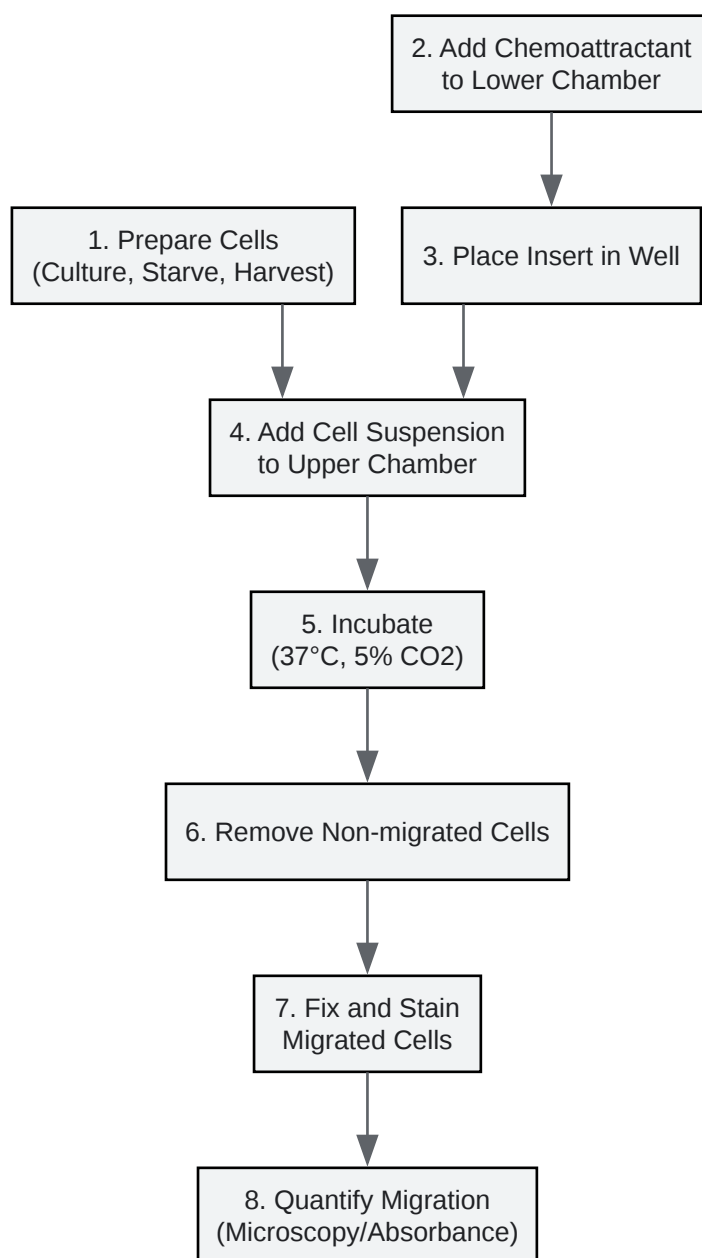 2. Add Chemoattractant
to Lower Chamber
1. Prepare Cells
(Culture, Starve, Harvest)
3. Place Insert in Well
4. Add Cell Suspension
to Upper Chamber
5. Incubate
(37°C, 5% CO2)
6. Remove Non-migrated Cells
7. Fix and Stain
Migrated Cells
8. Quantify Migration
(Microscopy/Absorbance)